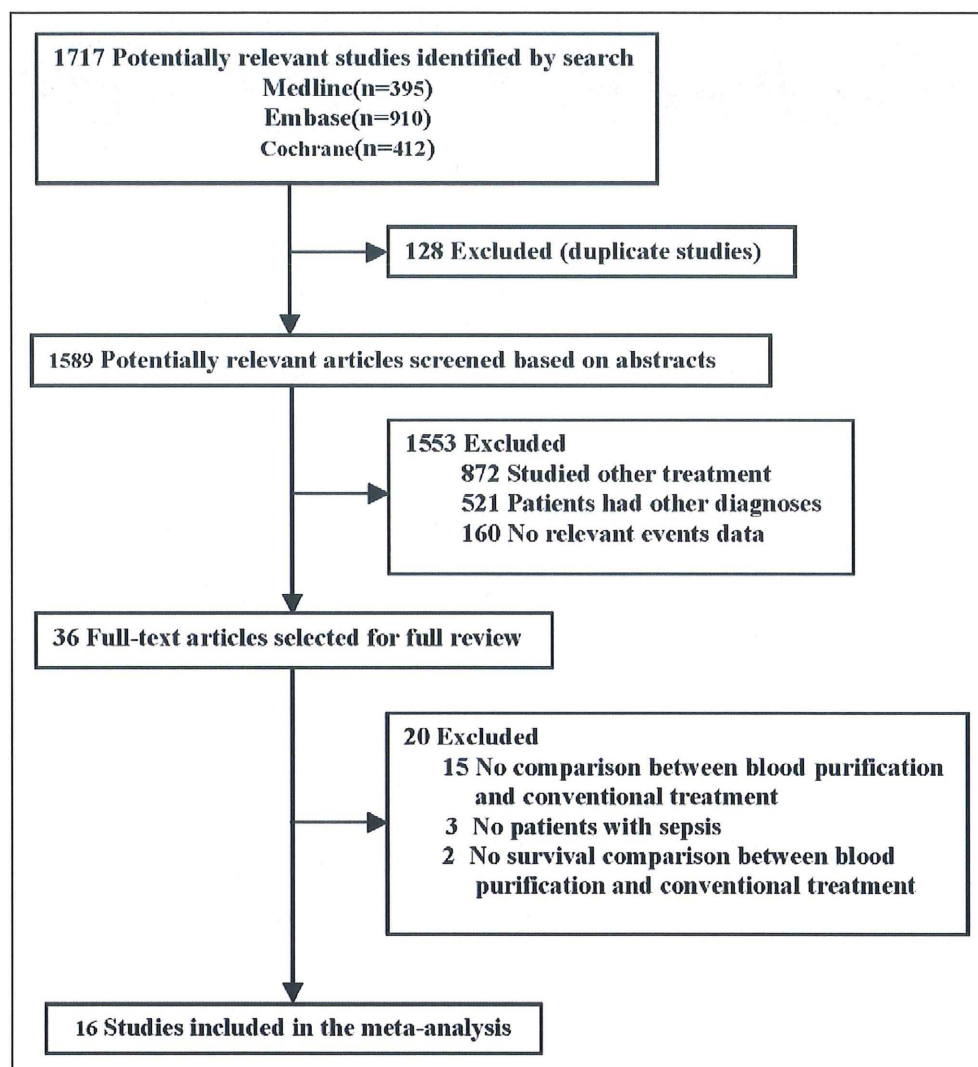 1717 Potentially relevant studies identified by search
Medline(n=395)
Embase(n=910)
Cochrane(n=412)
128 Excluded (duplicate studies)
1589 Potentially relevant articles screened based on abstracts
1553 Excluded
872 Studied other treatment
521 Patients had other diagnoses
160 No relevant events data
36 Full-text articles selected for full review
20 Excluded
15 No comparison between blood purification
and conventional treatment
3 No patients with sepsis
2 No survival comparison between blood
purification and conventional treatment
16 Studies included in the meta-analysis